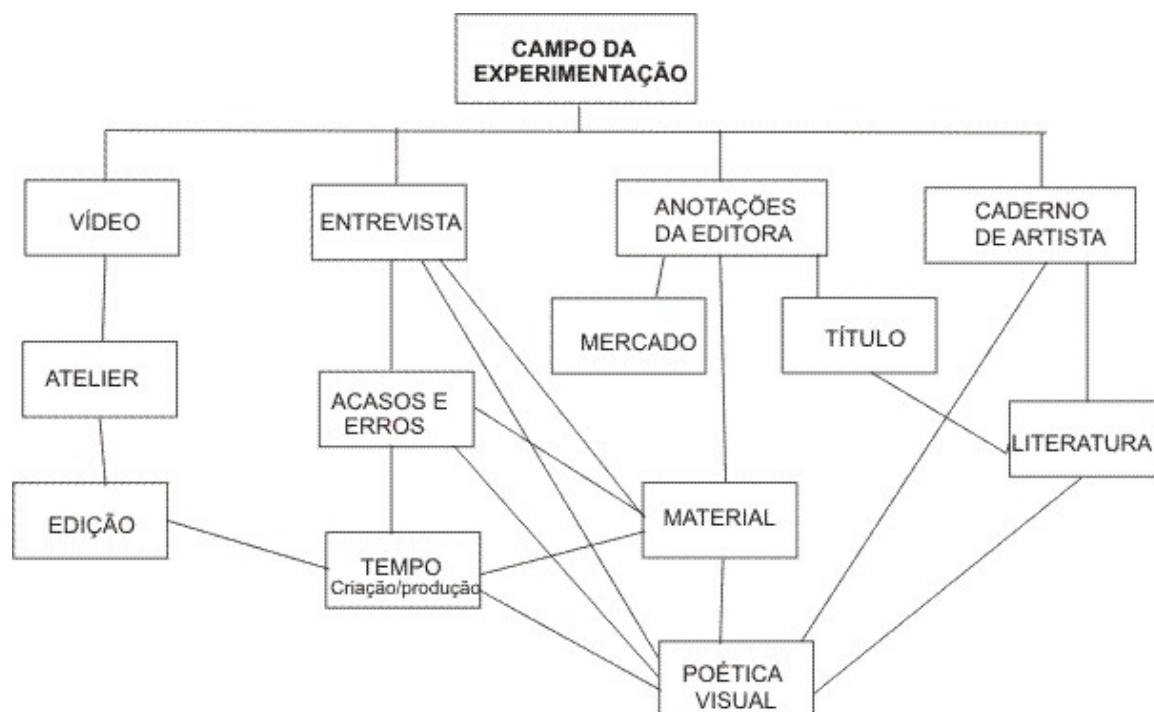 CAMPO DA
EXPERIMENTAÇÃO
VÍDEO
ENTREVISTA
ANOTAÇÕES
DA EDITORA
CADERNO
DE ARTISTA
MERCADO
TÍTULO
ATELIER
ACASOS E
ERROS
LITERATURA
EDIÇÃO
MATERIAL
TEMPO
Criação/produção
POÉTICA
VISUAL